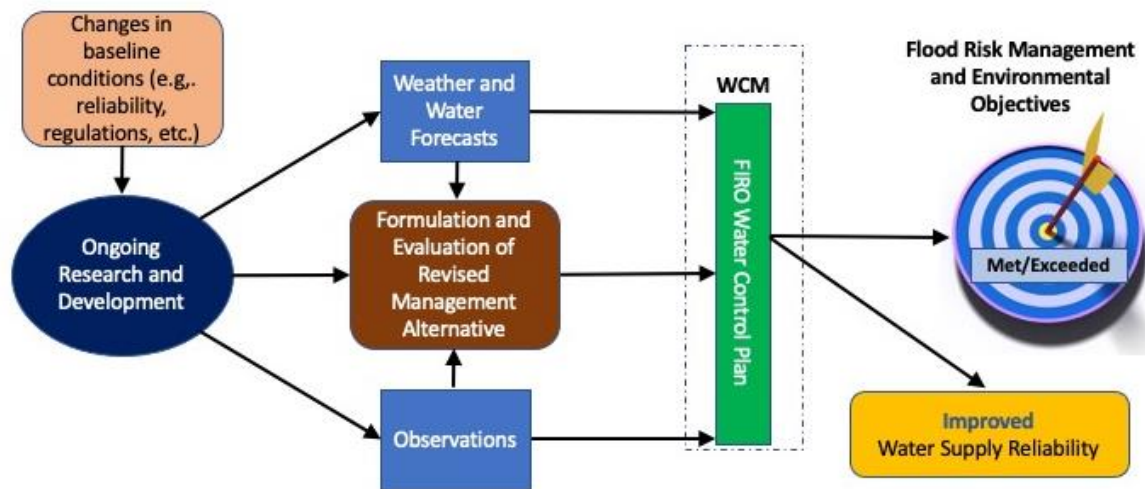 Changes in
baseline
conditions (e.g,.
reliability,
regulations, etc.)
Ongoing
Research and
Development
Weather and
Water
Forecasts
Formulation and
Evaluation of
Revised
Management
Alternative
Observations
WCM
FIRO Water Control Plan
Flood Risk Management
and Environmental
Objectives
Met/Exceeded
Improved
Water Supply Reliability